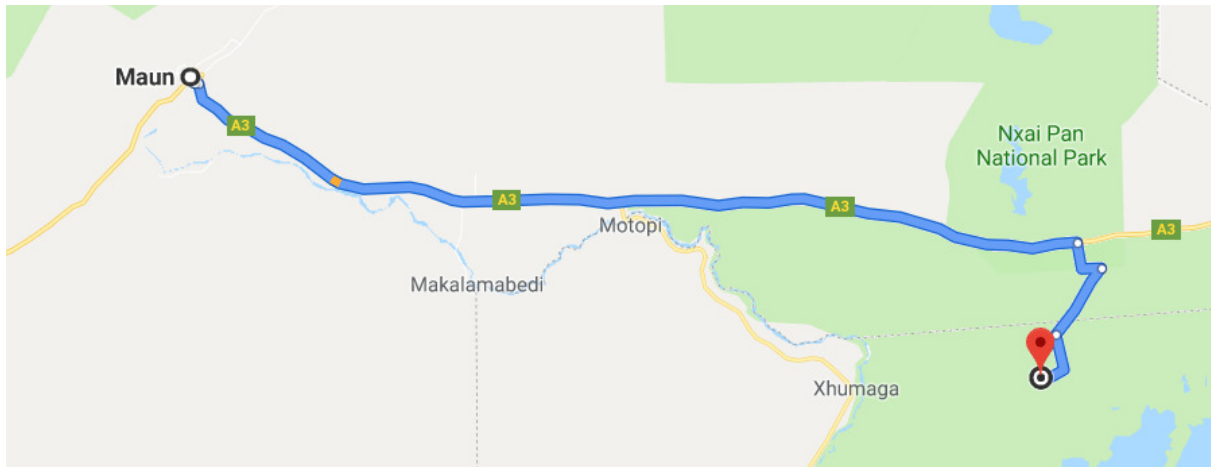 Maun
A3
Nxai Pan
National Park
A3
A3
A3
Motopi
Makalamabedi
Xhumaga